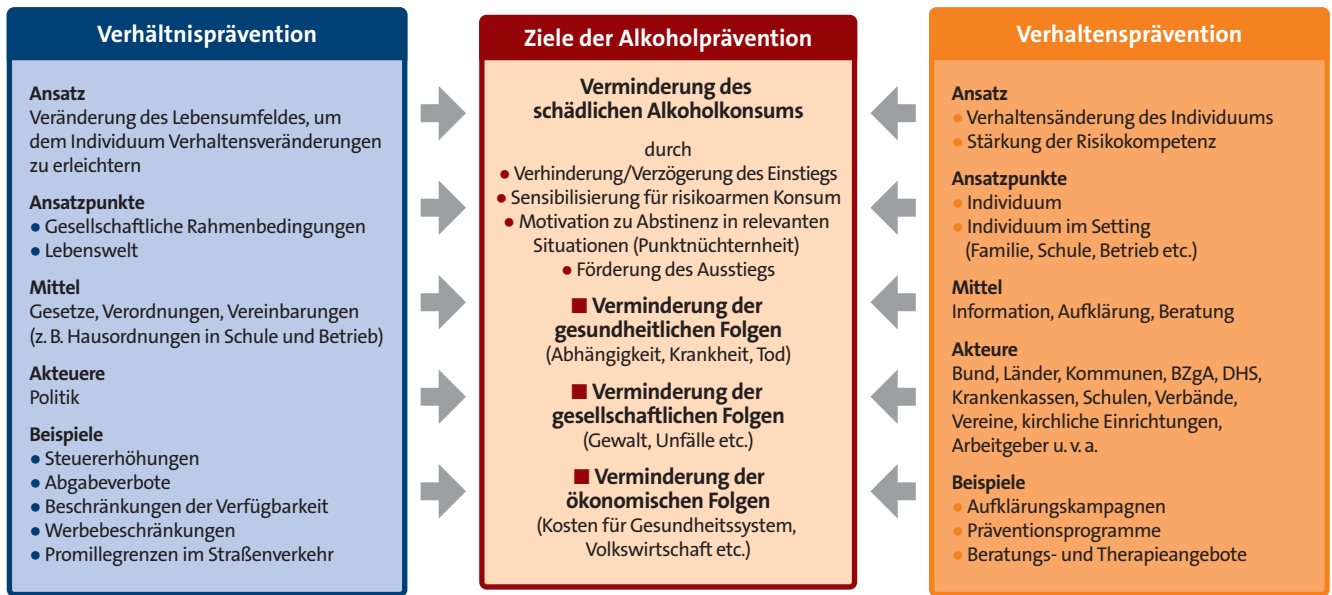 Verhältnisprävention
Ansatz
Veränderung des Lebensumfeldes, um
dem Individuum Verhaltensveränderungen
zu erleichtern
Ansatzpunkte
● Gesellschaftliche Rahmenbedingungen
● Lebenswelt
Mittel
Gesetze, Verordnungen, Vereinbarungen
(z. B. Hausordnungen in Schule und Betrieb)
Akteuere
Politik
Beispiele
● Steuererhöhungen
● Abgabeverbote
● Beschränkungen der Verfügbarkeit
● Werbebeschränkungen
● Promillegrenzen im Straßenverkehr
Ziele der Alkoholprävention
Verminderung des
schädlichen Alkoholkonsums
durch
● Verhinderung/Verzögerung des Einstiegs
● Sensibilisierung für risikoarmen Konsum
● Motivation zu Abstinenz in relevanten
Situationen (Punktnüchternheit)
● Förderung des Ausstiegs
■ Verminderung der
gesundheitlichen Folgen
(Abhängigkeit, Krankheit, Tod)
■ Verminderung der
gesellschaftlichen Folgen
(Gewalt, Unfälle etc.)
■ Verminderung der
ökonomischen Folgen
(Kosten für Gesundheitssystem,
Volkswirtschaft etc.)
Verhaltensprävention
Ansatz
● Verhaltensänderung des Individuums
● Stärkung der Risikokompetenz
Ansatzpunkte
● Individuum
● Individuum im Setting
(Familie, Schule, Betrieb etc.)
Mittel
Information, Aufklärung, Beratung
Akteure
Bund, Länder, Kommunen, BZgA, DHS,
Krankenkassen, Schulen, Verbände,
Vereine, kirchliche Einrichtungen,
Arbeitgeber u. v. a.
Beispiele
● Aufklärungskampagnen
● Präventionsprogramme
● Beratungs- und Therapieangebote